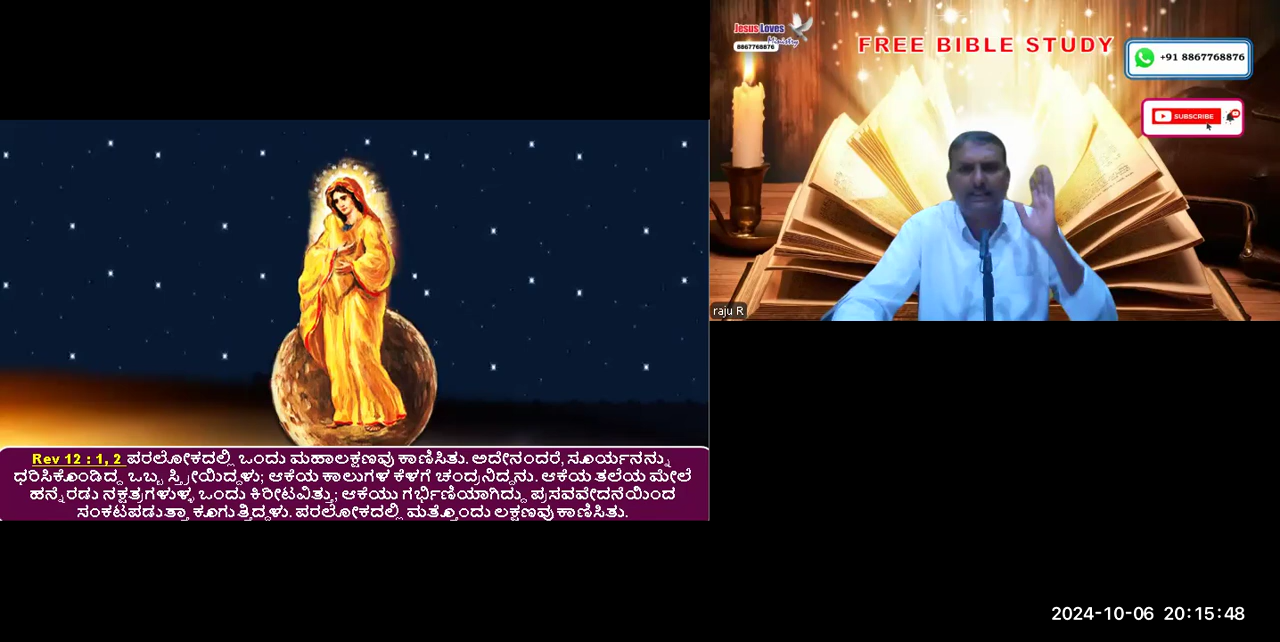 Jesus Loves
Ministry
8867768876
FREE BIBLE STUDY
+91 8867768876
SUBSCRIBE
raju R
Rev 12 : 1, 2 ಪರಲೋಕದಲ್ಲಿ ಒಂದು ಮಹಾಲಕ್ಷಣವು ಕಾಣಿಸಿತು. ಅದೇನಂದರೆ, ಸೂರ್ಯನನ್ನು
ಧರಿಸಿಕೊಂಡಿದ್ದ ಒಬ್ಬ ಸ್ತ್ರೀಯಿದ್ದಳು; ಆಕೆಯ ಕಾಲುಗಳ ಕೆಳಗೆ ಚಂದ್ರನಿದ್ದನು. ಆಕೆಯ ತಲೆಯ ಮೇಲೆ
ಹನ್ನೆರಡು ನಕ್ಷತ್ರಗಳುಳ್ಳ ಒಂದು ಕಿರೀಟವಿತ್ತು; ಆಕೆಯು ಗರ್ಭಿಣಿಯಾಗಿದ್ದು ಪ್ರಸವವೇದನೆಯಿಂದ
ಸಂಕಟಪಡುತ್ತಾ ಕೂಗುತ್ತಿದ್ದಳು. ಪರಲೋಕದಲ್ಲಿ ಮತ್ತೊಂದು ಲಕ್ಷಣವು ಕಾಣಿಸಿತು.
2024-10-06 20:15:48